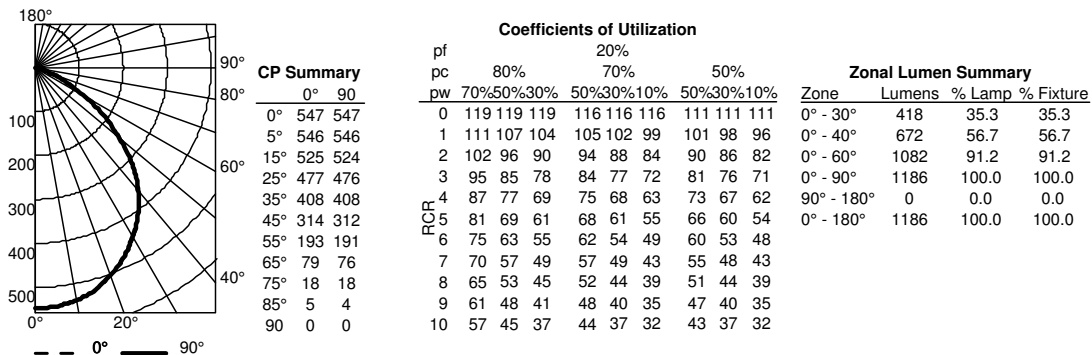 180°
90°
80°
60°
40°
100
200
300
400
500
0° 20°
0° 90°
CP Summary
0° 90
0° 547 547
5° 546 546
15° 525 524
25° 477 476
35° 408 408
45° 314 312
55° 193 191
65° 79 76
75° 18 18
85° 5 4
90 0 0
Coefficients of Utilization
pf 20%
pc 80% 70% 50%
pw 70%50%30% 50%30%10% 50%30%10%
RCR
0 119 119 119 116 116 116 111 111 111
1 111 107 104 105 102 99 101 98 96
2 102 96 90 94 88 84 90 86 82
3 95 85 78 84 77 72 81 76 71
4 87 77 69 75 68 63 73 67 62
5 81 69 61 68 61 55 66 60 54
6 75 63 55 62 54 49 60 53 48
7 70 57 49 57 49 43 55 48 43
8 65 53 45 52 44 39 51 44 39
9 61 48 41 48 40 35 47 40 35
10 57 45 37 44 37 32 43 37 32
Zonal Lumen Summary
Zone Lumens % Lamp % Fixture
0° - 30° 418 35.3 35.3
0° - 40° 672 56.7 56.7
0° - 60° 1082 91.2 91.2
0° - 90° 1186 100.0 100.0
90° - 180° 0 0.0 0.0
0° - 180° 1186 100.0 100.0